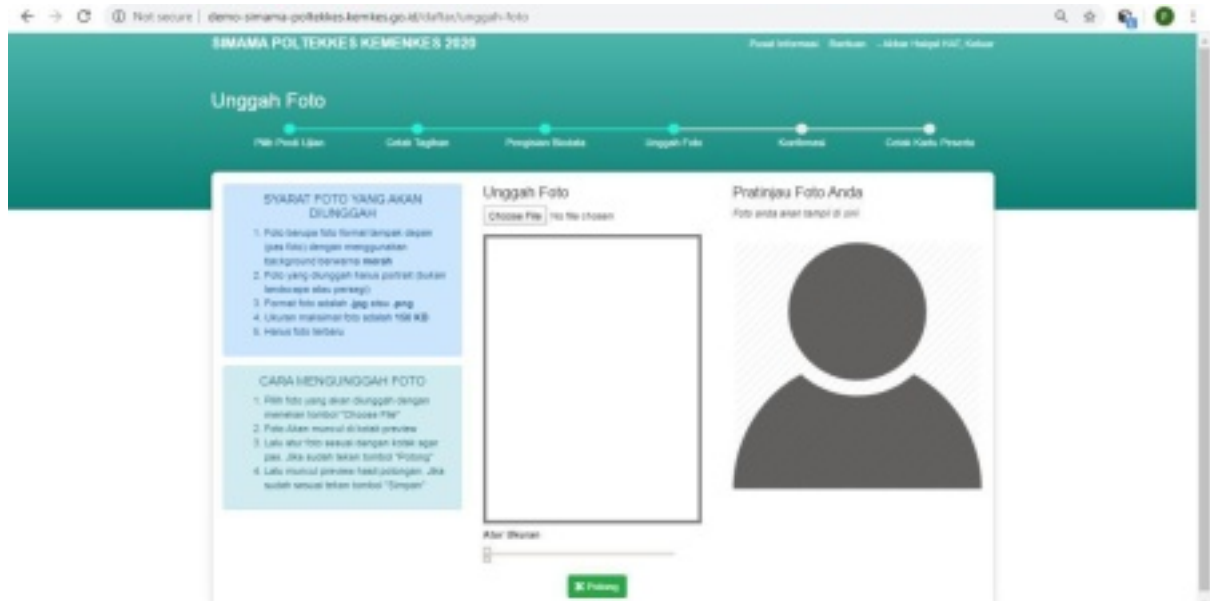 Not secure | demo-simama-poltekkes.kemkes.go.id/daftar/unggah-foto
SIMAMA POLTEKKES KEMENKES 2020
Pusat Informasi Bantuan Keluar
Unggah Foto
Pilih Prodi Ujian
Cetak Tagihan
Pengisian Biodata
Unggah Foto
Konfirmasi
Cetak Kartu Peserta
SYARAT FOTO YANG AKAN
DIUNGGAH
1. Foto berupa foto formal tampak depan
(pas foto) dengan menggunakan
background berwarna merah
2. Foto yang diunggah harus portrait (bukan
landscape atau persegi)
3. Format foto adalah .jpg atau .png
4. Ukuran maksimal foto adalah 150 KB
5. Harus foto terbaru
CARA MENGUNGGAH FOTO
1. Pilih foto yang akan diunggah dengan
menekan tombol "Choose File"
2. Foto Akan muncul di kotak preview
3. Lalu atur foto sesuai dengan kotak agar
pas. Jika sudah tekan tombol "Potong"
4. Lalu muncul preview hasil potongan. Jika
sudah sesuai tekan tombol "Simpan"
Unggah Foto
Choose File No file chosen
Atur Ukuran
Potong
Pratinjau Foto Anda
Foto anda akan tampil di sini